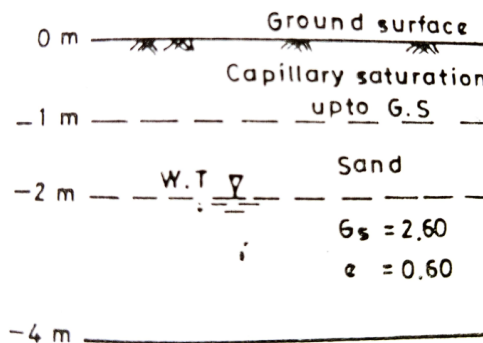 0 m Ground surface
Capillary saturation
upto G.S
-1 m
Sand
-2 m W.T
Gs = 2.60
e = 0.60
-4 m